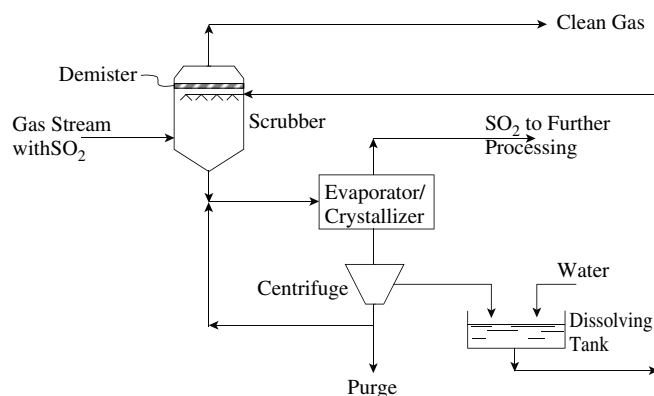 Clean Gas
Demister
Scrubber
Gas Stream
withSO2
SO2 to Further
Processing
Evaporator/
Crystallizer
Centrifuge
Water
Dissolving
Tank
Purge